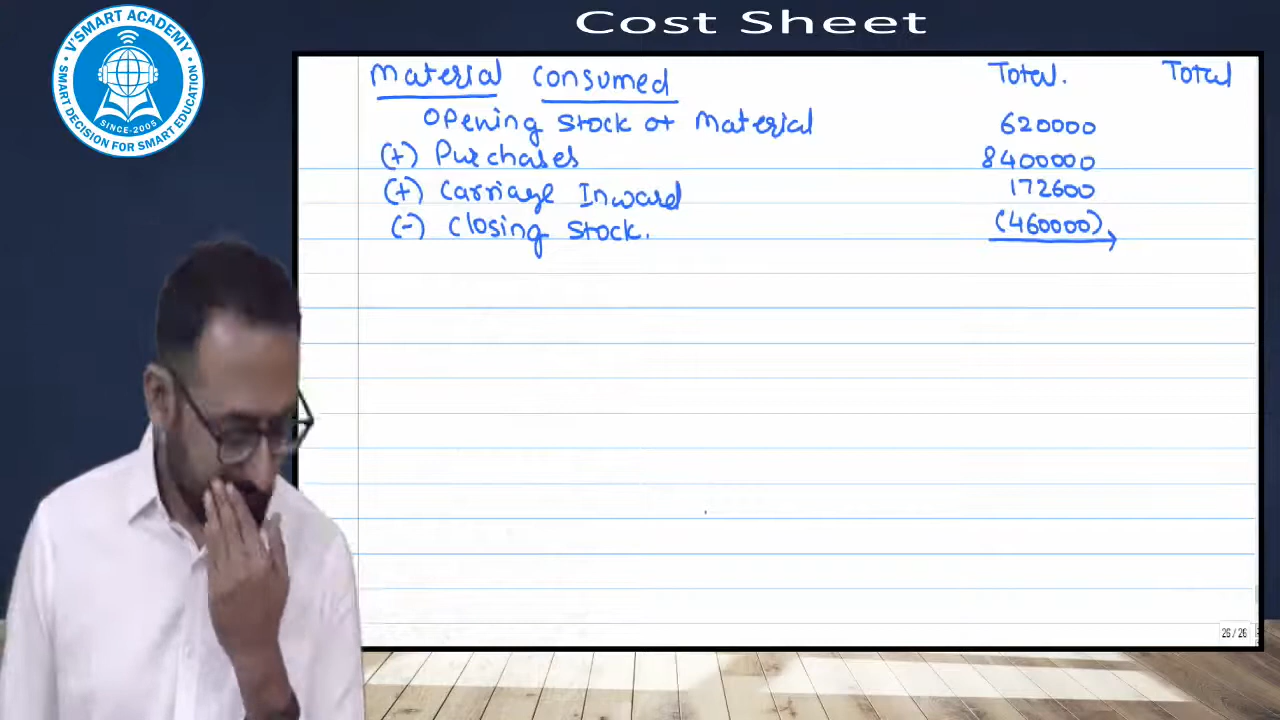 Cost Sheet
V'SMART ACADEMY
SINCE-2005
SMART DECISION FOR SMART EDUCATION
Material Consumed Total. Total
Opening Stock of Material 620000
(+) Purchases 8400000
(+) Carriage Inward 172600
(-) Closing Stock. (460000)
26/26